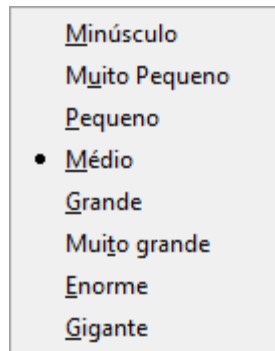 Minúsculo
Muito Pequeno
Pequeno
Médio
Grande
Muito grande
Enorme
Gigante